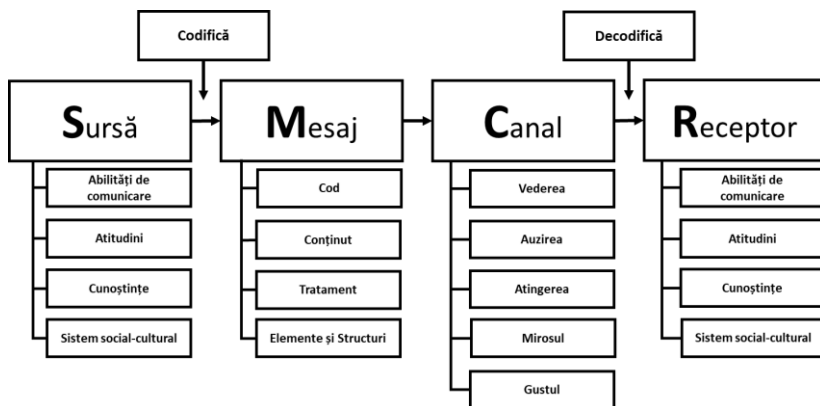 Codifică
Decodifică
Sursă
Mesaj
Canal
Receptor
Abilități de
comunicare
Atitudini
Cunoștințe
Sistem social-cultural
Cod
Conținut
Tratament
Elemente și Structuri
Vederea
Auzirea
Atingerea
Mirosul
Gustul
Abilități de
comunicare
Atitudini
Cunoștințe
Sistem social-cultural